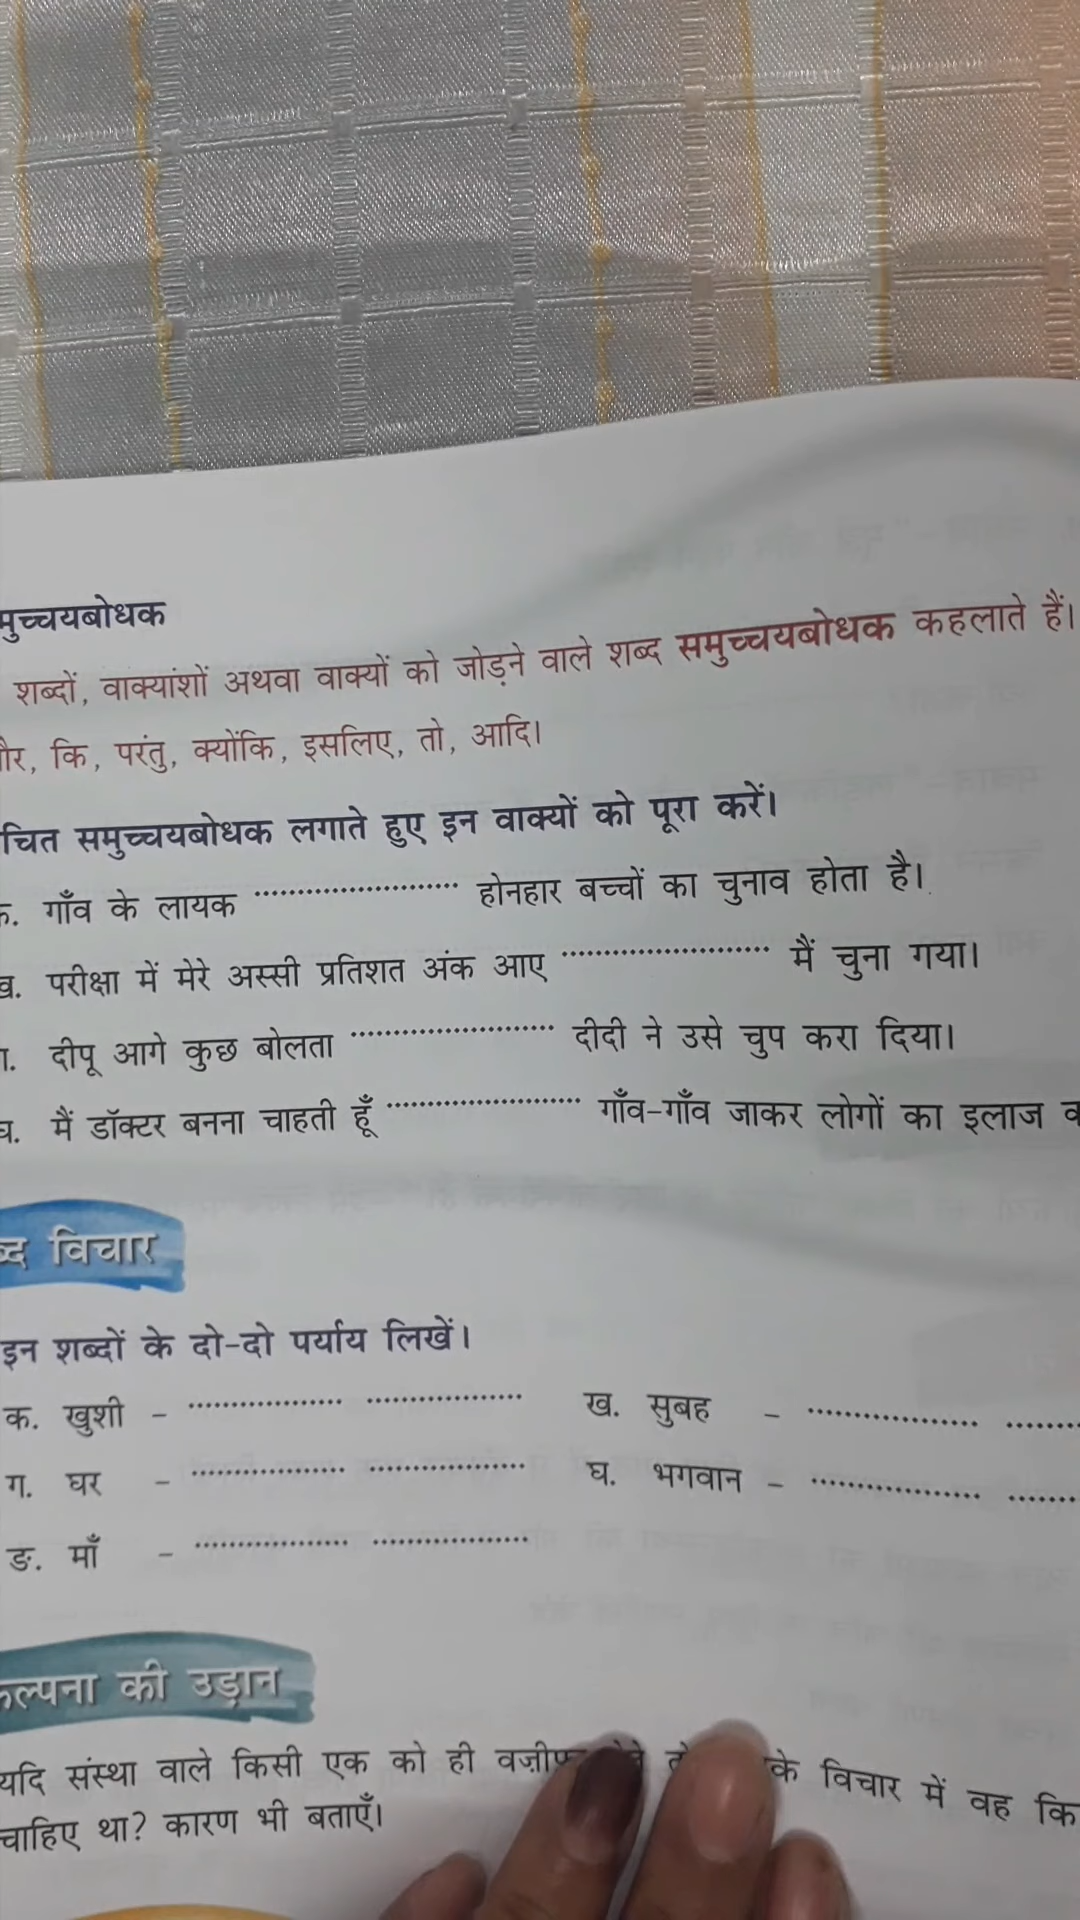 मुच्चयबोधक
शब्दों, वाक्यांशों अथवा वाक्यों को जोड़ने वाले शब्द समुच्चयबोधक कहलाते हैं।
कि, परंतु, क्योंकि, इसलिए, तो, आदि।
चित समुच्चयबोधक लगाते हुए इन वाक्यों को पूरा करें।
क. गाँव के लायक ........................ होनहार बच्चों का चुनाव होता है।
ख. परीक्षा में मेरे अस्सी प्रतिशत अंक आए ........................ मैं चुना गया।
ग. दीपू आगे कुछ बोलता ........................ दीदी ने उसे चुप करा दिया।
घ. मैं डॉक्टर बनना चाहती हूँ ........................ गाँव-गाँव जाकर लोगों का इलाज
विचार
इन शब्दों के दो-दो पर्याय लिखें।
क. खुशी - .................. .................. ख. सुबह - .................... ........
ग. घर - .................. .................. घ. भगवान - .................... ........
ङ. माँ - .................. ..................
कल्पना की उड़ान
यदि संस्था वाले किसी एक को ही के विचार में वह
चाहिए था? कारण भी बताएँ।